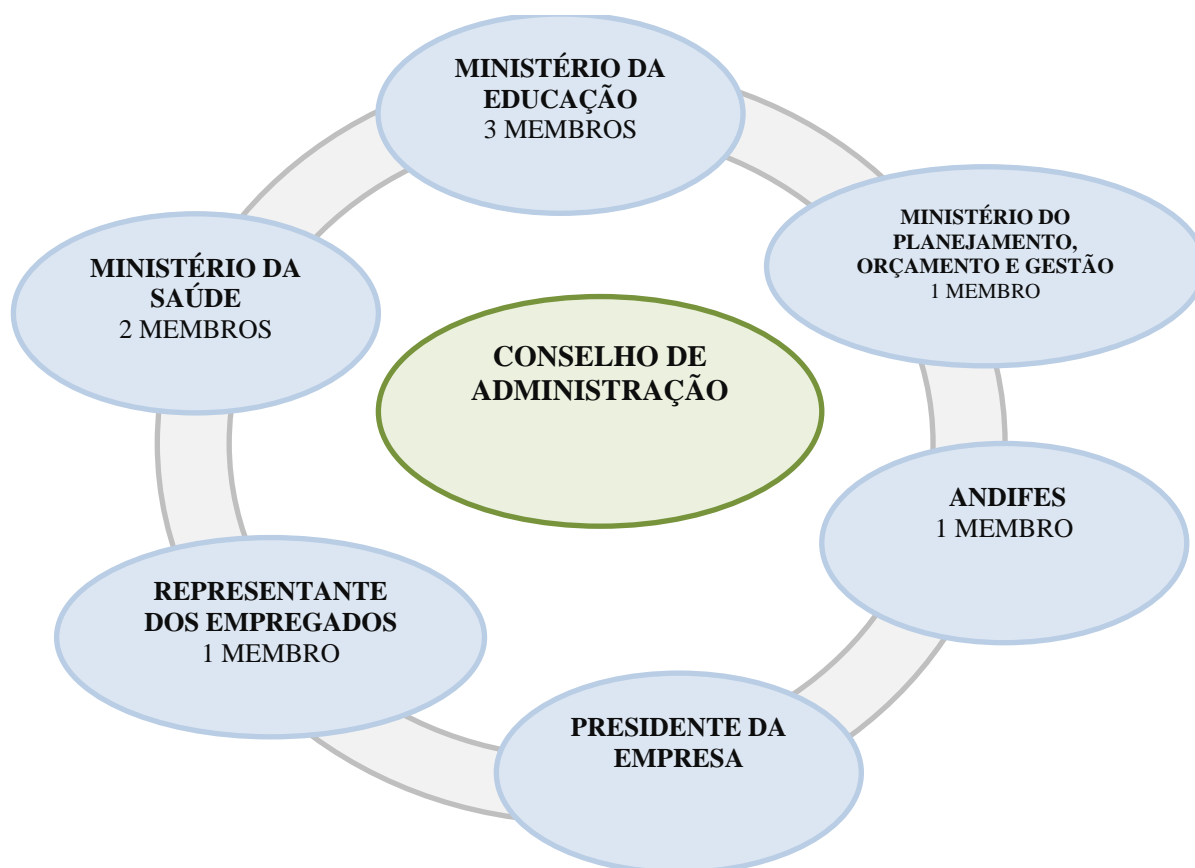 MINISTÉRIO DA
EDUCAÇÃO
3 MEMBROS
MINISTÉRIO DO
PLANEJAMENTO,
ORÇAMENTO E GESTÃO
1 MEMBRO
MINISTÉRIO DA
SAÚDE
2 MEMBROS
CONSELHO DE
ADMINISTRAÇÃO
ANDIFES
1 MEMBRO
REPRESENTANTE
DOS EMPREGADOS
1 MEMBRO
PRESIDENTE DA
EMPRESA